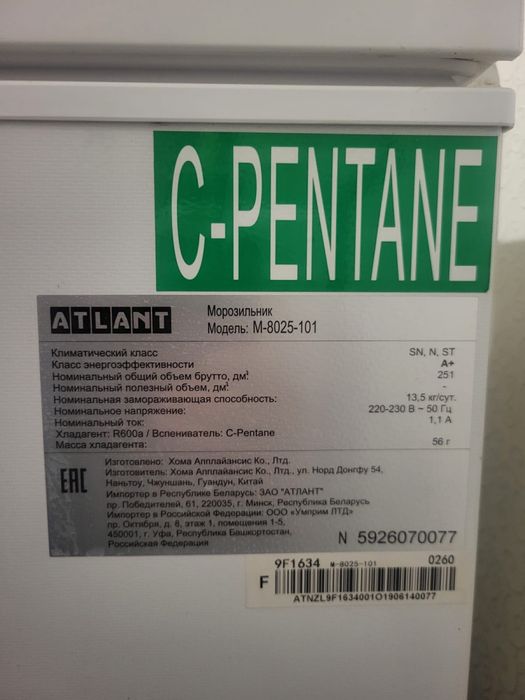 C-PENTANE
ATLANT
Морозильник
Модель: М-8025-101
Климатический класс SN, N, ST
Класс энергоэффективности A+
Номинальный общий объем брутто, дм³ 251
Номинальный полезный объем, дм³ -
Номинальная замораживающая способность: 13,5 кг/сут.
Номинальное напряжение: 220-230 В ~ 50 Гц
Номинальный ток: 1,1 А
Хладагент: R600a / Вспениватель: C-Pentane
Масса хладагента: 56 г
EAC
Изготовлено: Хома Апплайансис Ко., Лтд.
Изготовитель: Хома Апплайансис Ко., Лтд., ул. Норд Донгфу 54,
Наньтоу, Чжуншань, Гуандун, Китай
Импортер в Республике Беларусь: ЗАО "АТЛАНТ"
пр. Победителей, 61, 220035, г. Минск, Республика Беларусь
Импортер в Российской Федерации: ООО «Умприм ЛТД»
пр. Октября, д. 8, этаж 1, помещения 1-5,
450001, г. Уфа, Республика Башкортостан,
Российская Федерация
N 5926070077
9F1634 M-8025-101 0260
F
ATNZL9F1634001O1906140077